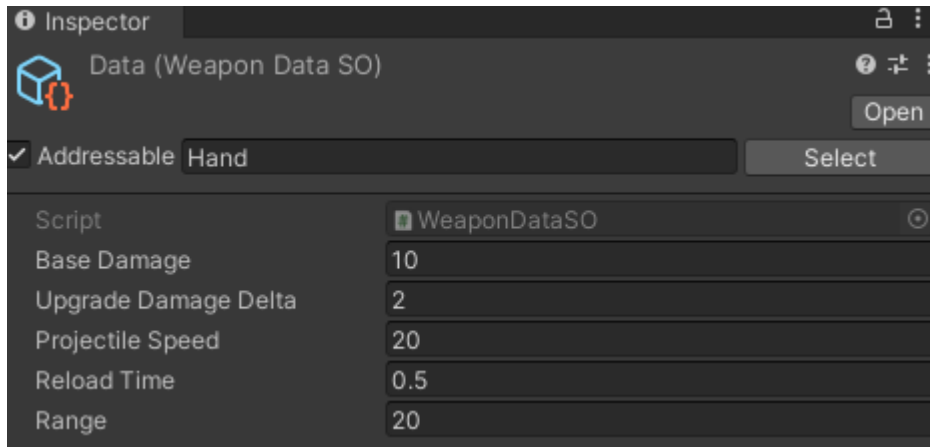 Inspector
Data (Weapon Data SO)
Open
Addressable Hand Select
Script WeaponDataSO
Base Damage 10
Upgrade Damage Delta 2
Projectile Speed 20
Reload Time 0.5
Range 20